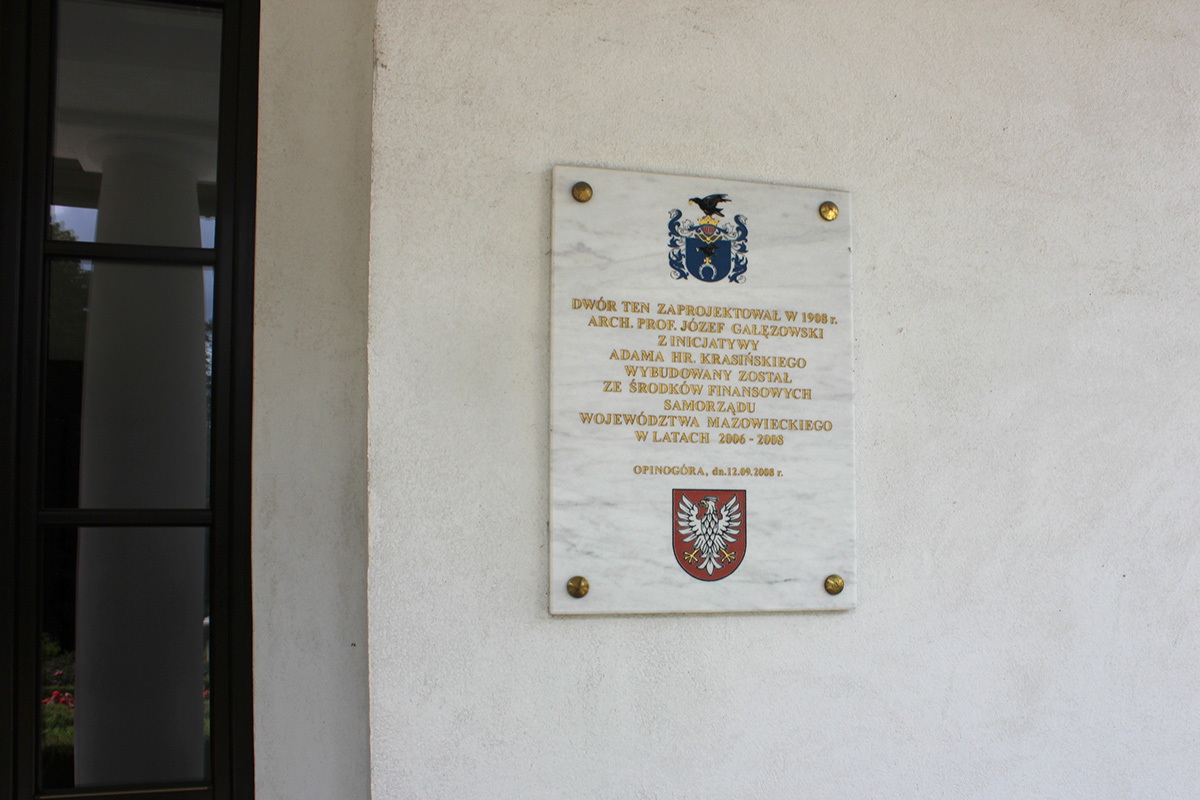 DWÓR TEN ZAPROJEKTOWAŁ W 1908 r.
ARCH. PROF. JÓZEF GAŁĘZOWSKI
Z INICJATYWY
ADAMA HR. KRASIŃSKIEGO
WYBUDOWANY ZOSTAŁ
ZE ŚRODKÓW FINANSOWYCH
SAMORZĄDU
WOJEWÓDZTWA MAZOWIECKIEGO
W LATACH 2006 - 2008
OPINOGÓRA, dn.12.09.2008 r.